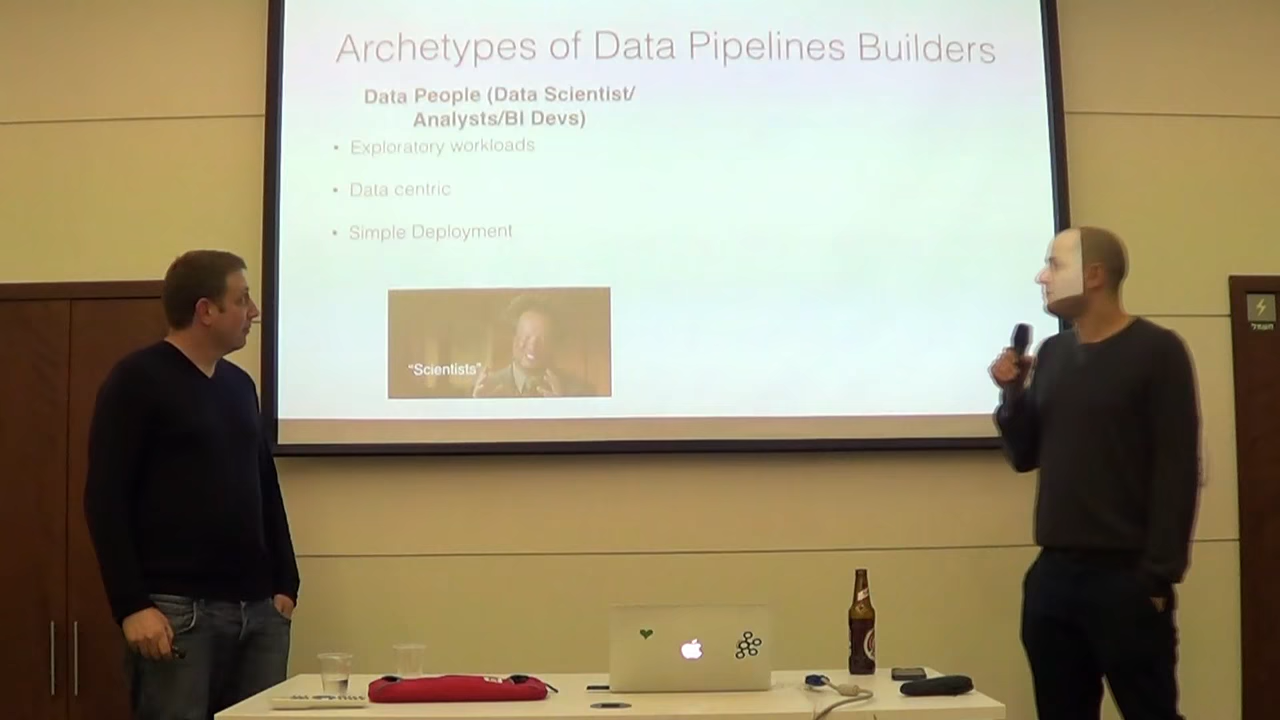 Archetypes of Data Pipelines Builders
Data People (Data Scientist/
Analysts/BI Devs)
• Exploratory workloads
• Data centric
• Simple Deployment
"Scientists"
חשמל